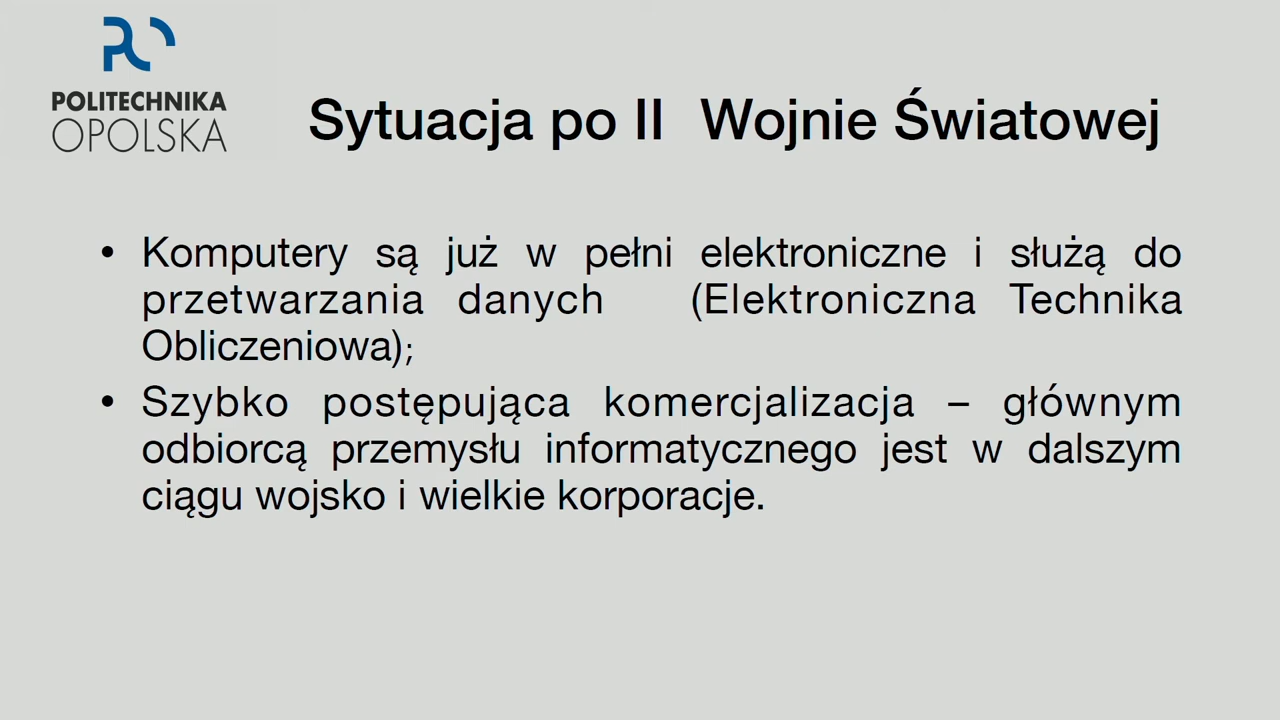 POLITECHNIKA
OPOLSKA
Sytuacja po II Wojnie Światowej
• Komputery są już w pełni elektroniczne i służą do
przetwarzania danych (Elektroniczna Technika
Obliczeniowa);
• Szybko postępująca komercjalizacja – głównym
odbiorcą przemysłu informatycznego jest w dalszym
ciągu wojsko i wielkie korporacje.